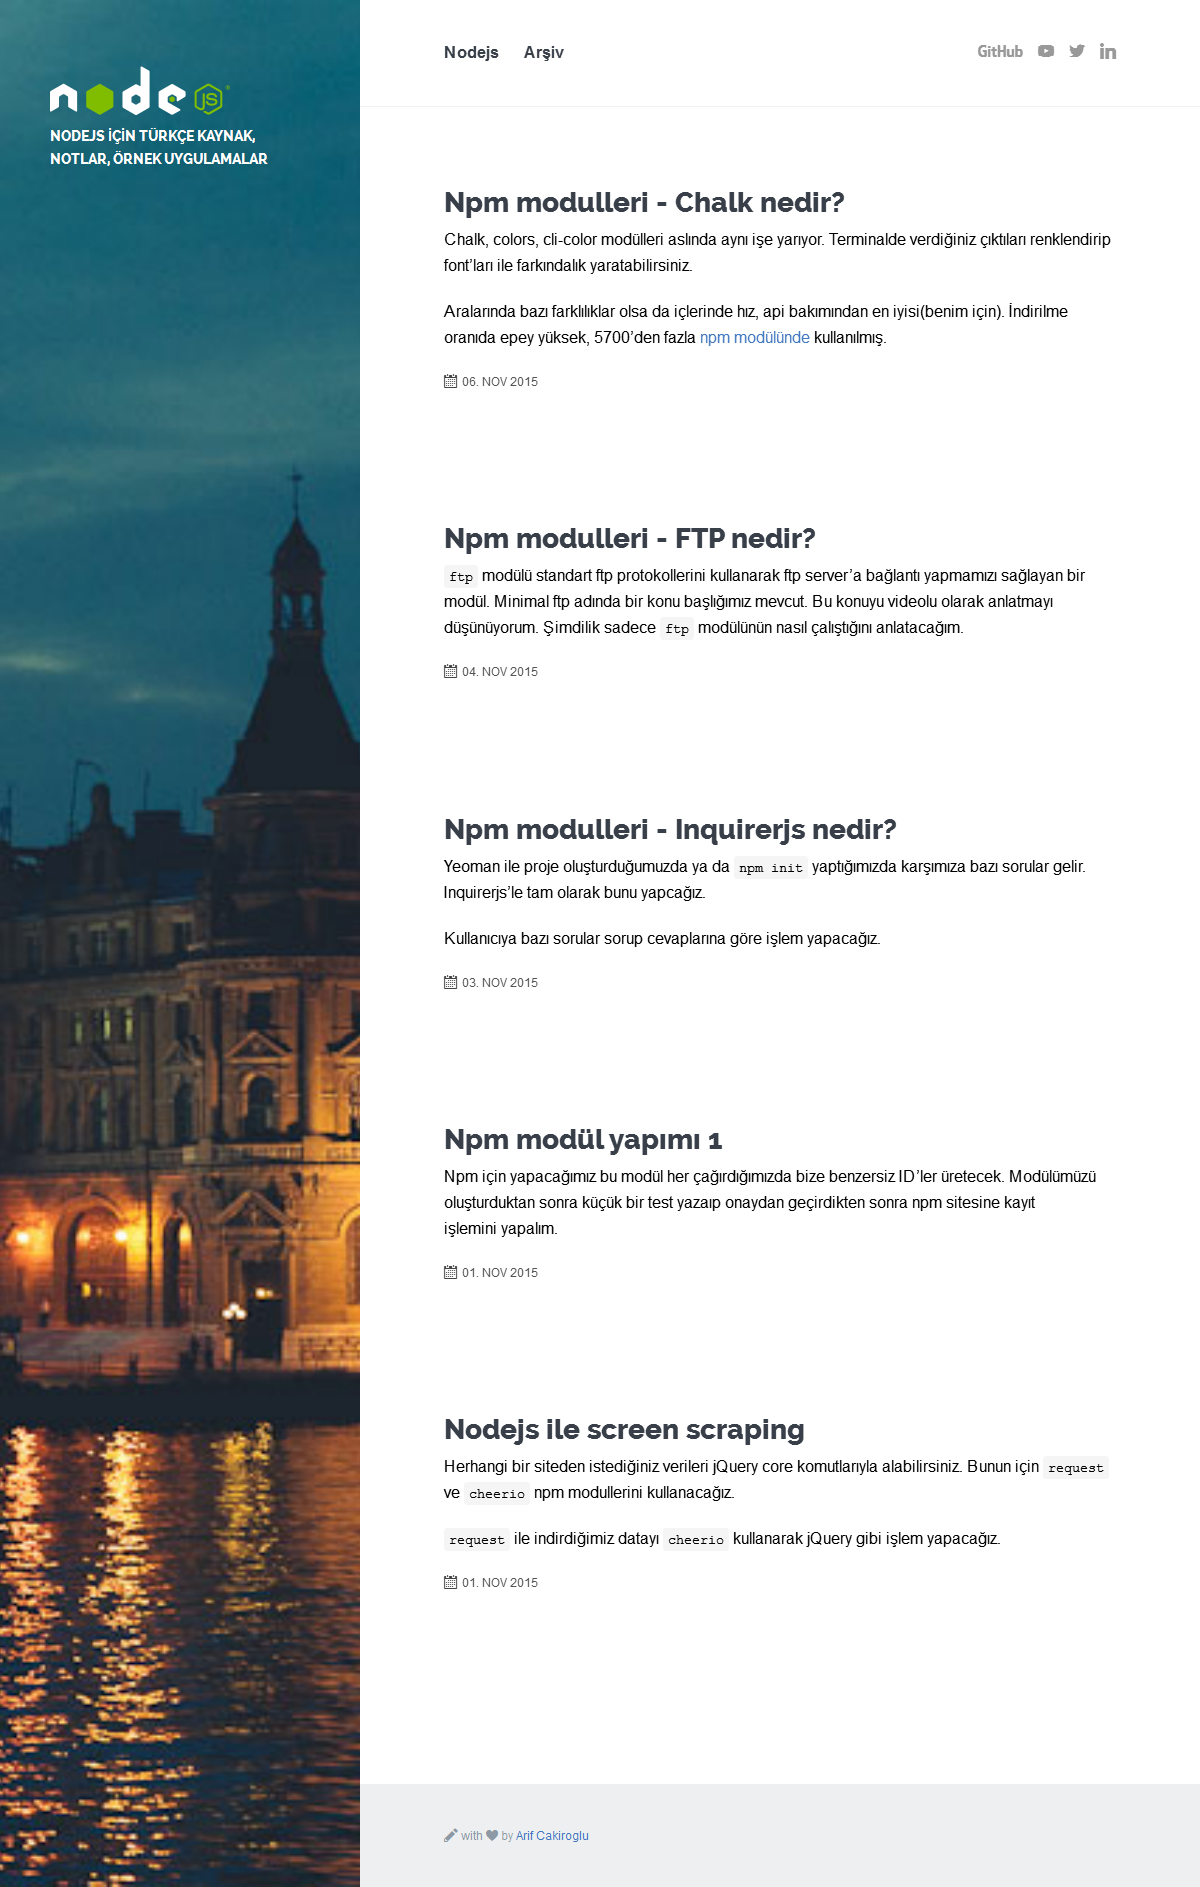 node JS
NODEJS İÇİN TÜRKÇE KAYNAK,
NOTLAR, ÖRNEK UYGULAMALAR
Nodejs Arşiv GitHub
Npm modulleri - Chalk nedir?
Chalk, colors, cli-color modülleri aslında aynı işe yarıyor. Terminalde verdiğiniz çıktıları renklendirip
font’ları ile farkındalık yaratabilirsiniz.
Aralarında bazı farklılıklar olsa da içlerinde hız, api bakımından en iyisi(benim için). İndirilme
oranıda epey yüksek, 5700’den fazla npm modülünde kullanılmış.
06. NOV 2015
Npm modulleri - FTP nedir?
ftp modülü standart ftp protokollerini kullanarak ftp server’a bağlantı yapmamızı sağlayan bir
modül. Minimal ftp adında bir konu başlığımız mevcut. Bu konuyu videolu olarak anlatmayı
düşünüyorum. Şimdilik sadece ftp modülünün nasıl çalıştığını anlatacağım.
04. NOV 2015
Npm modulleri - Inquirerjs nedir?
Yeoman ile proje oluşturduğumuzda ya da npm init yaptığımızda karşımıza bazı sorular gelir.
Inquirerjs’le tam olarak bunu yapcağız.
Kullanıcıya bazı sorular sorup cevaplarına göre işlem yapacağız.
03. NOV 2015
Npm modül yapımı 1
Npm için yapacağımız bu modül her çağırdığımızda bize benzersiz ID’ler üretecek. Modülümüzü
oluşturduktan sonra küçük bir test yazaıp onaydan geçirdikten sonra npm sitesine kayıt
işlemini yapalım.
01. NOV 2015
Nodejs ile screen scraping
Herhangi bir siteden istediğiniz verileri jQuery core komutlarıyla alabilirsiniz. Bunun için request
ve cheerio npm modullerini kullanacağız.
request ile indirdiğimiz datayı cheerio kullanarak jQuery gibi işlem yapacağız.
01. NOV 2015
with by Arif Cakiroglu